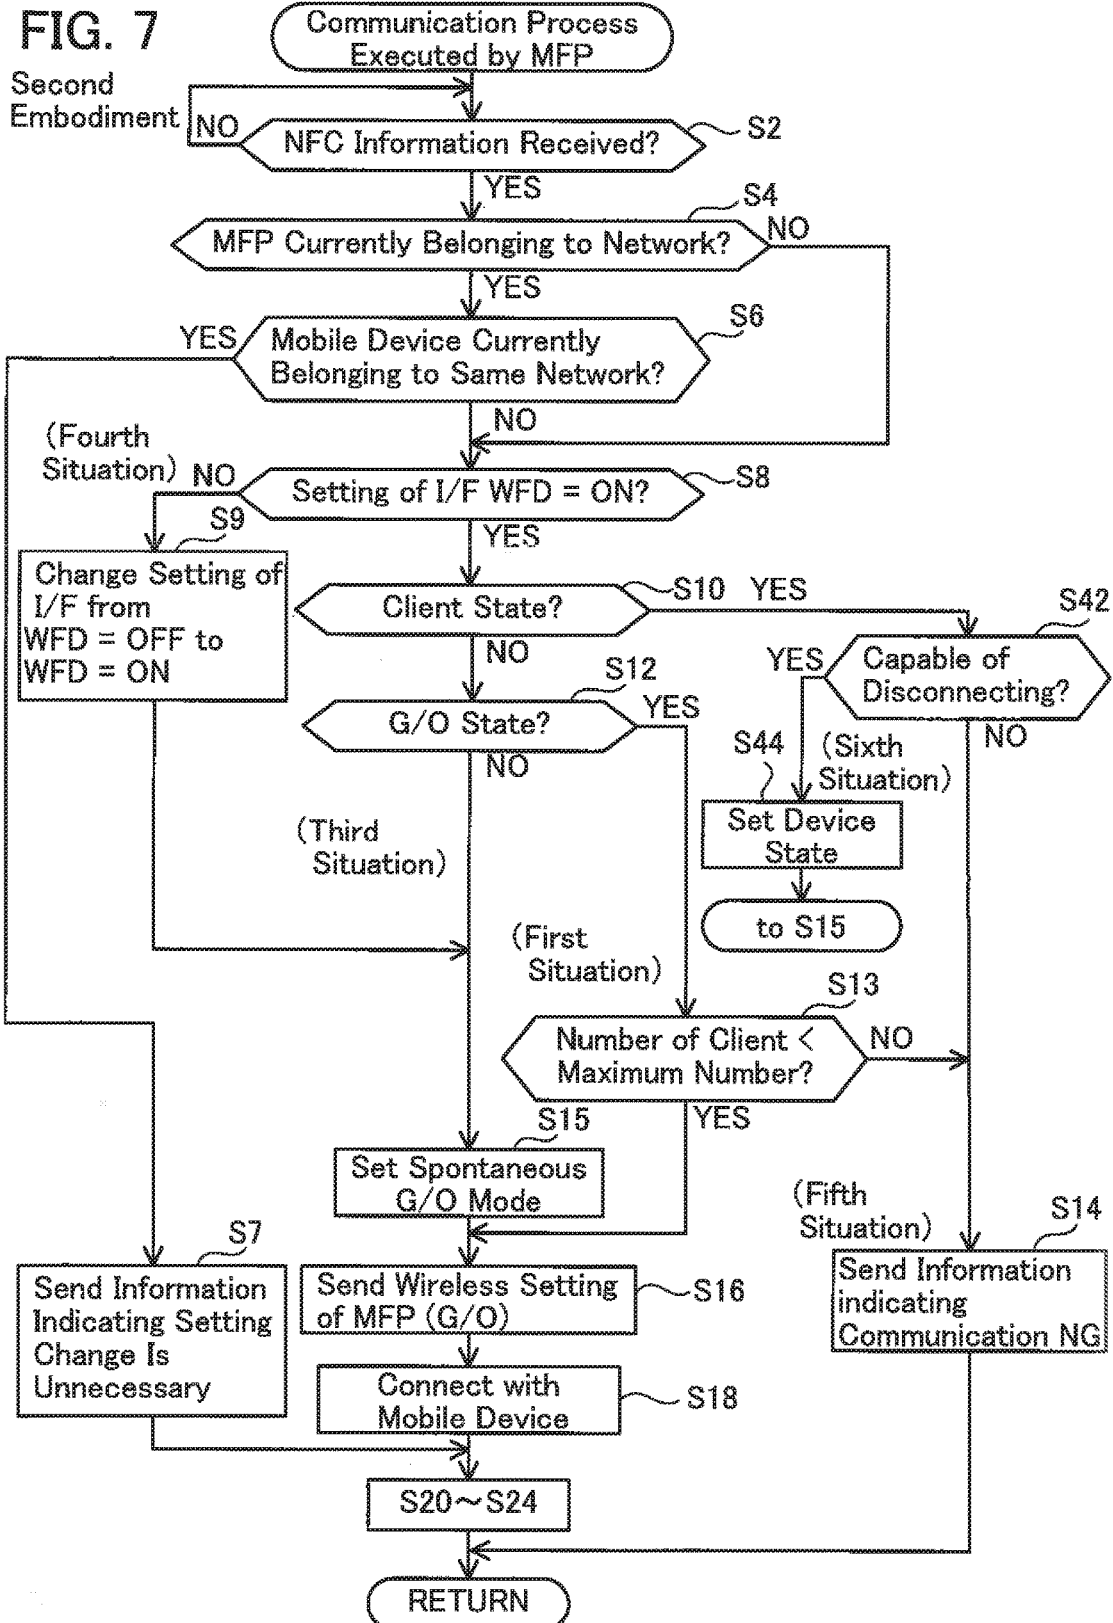 FIG. 7
Second
Embodiment
Communication Process
Executed by MFP
NO
NFC Information Received?
S2
YES
S4
MFP Currently Belonging to Network?
NO
YES
S6
YES
Mobile Device Currently
Belonging to Same Network?
NO
(Fourth
Situation)
NO
Setting of I/F WFD = ON?
S8
YES
S9
Change Setting of
I/F from
WFD = OFF to
WFD = ON
Client State?
S10
YES
NO
S42
YES
Capable of
Disconnecting?
NO
S12
G/O State?
YES
NO
S44
(Sixth
Situation)
Set Device
State
to S15
(Third
Situation)
(First
Situation)
S13
Number of Client <
Maximum Number?
NO
YES
S15
Set Spontaneous
G/O Mode
(Fifth
Situation)
S14
Send Information
indicating
Communication NG
S7
Send Information
Indicating Setting
Change Is
Unnecessary
Send Wireless Setting
of MFP (G/O)
S16
Connect with
Mobile Device
S18
S20~S24
RETURN